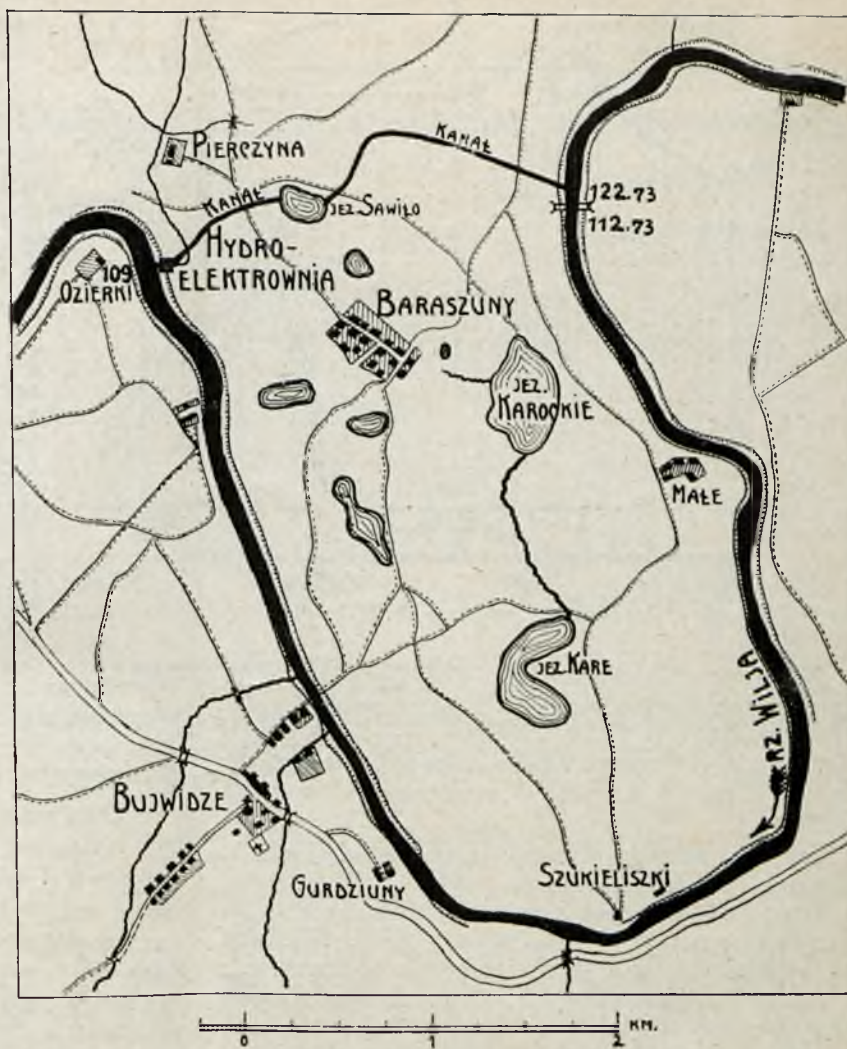 KANAŁ
PIERCZYNA
KANAŁ
JEZ. SAWIŁO
122.73
112.73
HYDRO-
ELEKTROWNIA
109
OZIERKI
BARASZUNY
JEZ.
KAROCKIE
MAŁE
JEZ. KARE
RZ. WILJA
BUJWIDZE
GURDZIUNY
SZUKIELISZKI
KM.
0 1 2